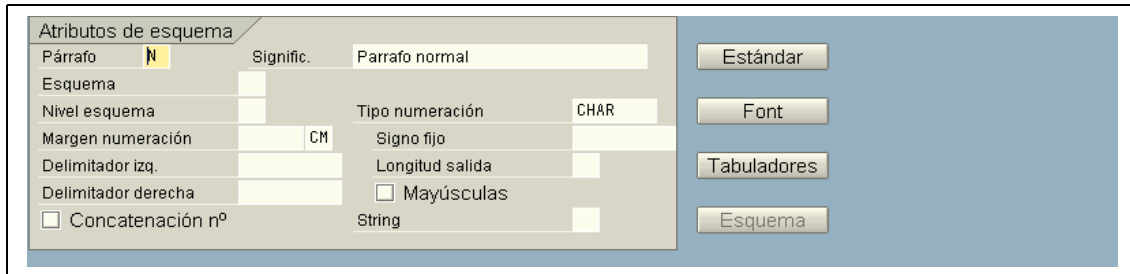 Atributos de esquema
Párrafo N Signific. Parrafo normal Estándar
Esquema
Nivel esquema Tipo numeración CHAR Font
Margen numeración CM Signo fijo
Delimitador izq. Longitud salida Tabuladores
Delimitador derecha Mayúsculas
Concatenación nº String Esquema